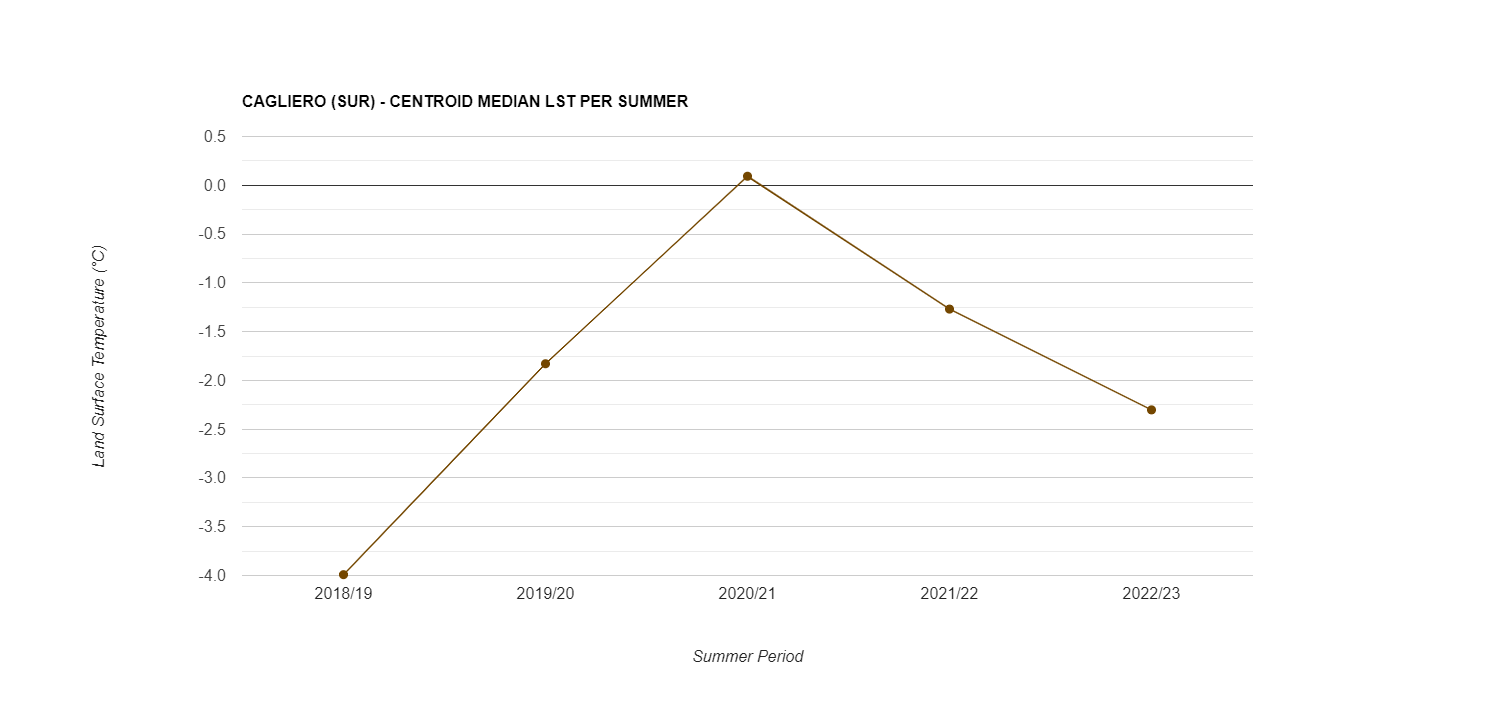 CAGLIERO (SUR) - CENTROID MEDIAN LST PER SUMMER
Land Surface Temperature (°C)
0.5
0.0
-0.5
-1.0
-1.5
-2.0
-2.5
-3.0
-3.5
-4.0
2018/19 2019/20 2020/21 2021/22 2022/23
Summer Period